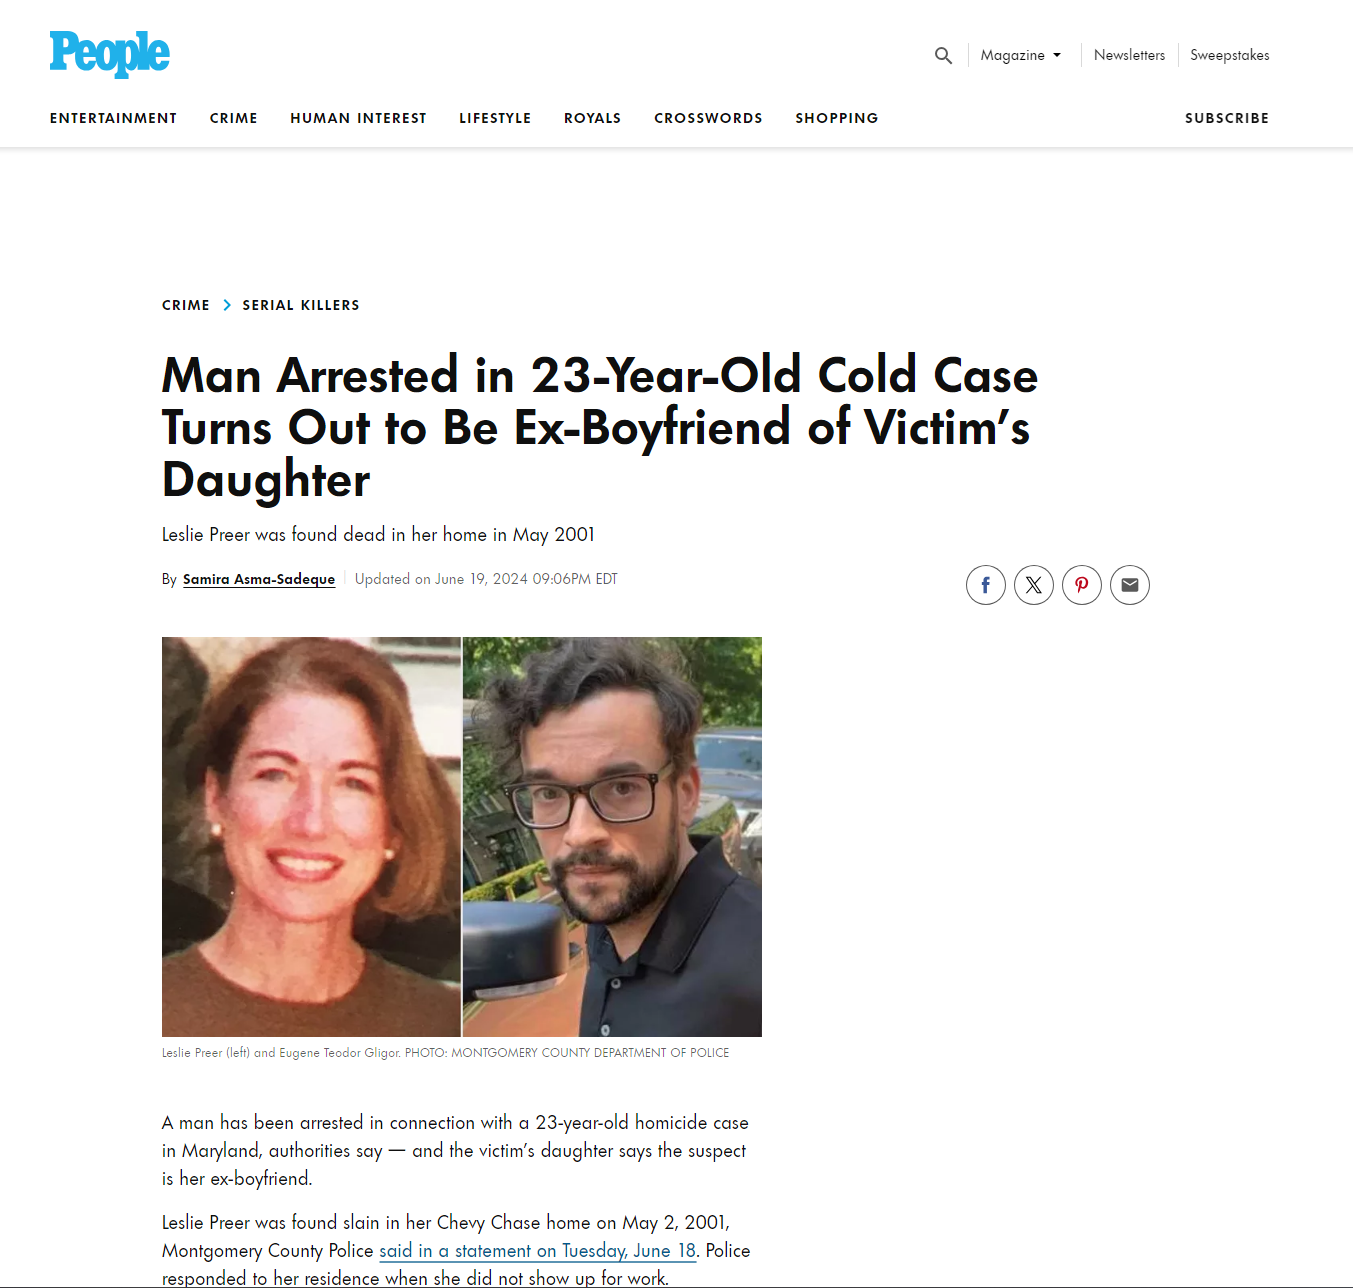 People
Magazine
Newsletters
Sweepstakes
ENTERTAINMENT
CRIME
HUMAN INTEREST
LIFESTYLE
ROYALS
CROSSWORDS
SHOPPING
SUBSCRIBE
CRIME
SERIAL KILLERS
Man Arrested in 23-Year-Old Cold Case
Turns Out to Be Ex-Boyfriend of Victim’s
Daughter
Leslie Preer was found dead in her home in May 2001
By Samira Asma-Sadeque
Updated on June 19, 2024 09:06PM EDT
Leslie Preer (left) and Eugene Teodor Gligor. PHOTO: MONTGOMERY COUNTY DEPARTMENT OF POLICE
A man has been arrested in connection with a 23-year-old homicide case
in Maryland, authorities say — and the victim’s daughter says the suspect
is her ex-boyfriend.
Leslie Preer was found slain in her Chevy Chase home on May 2, 2001,
Montgomery County Police said in a statement on Tuesday, June 18. Police
responded to her residence when she did not show up for work.